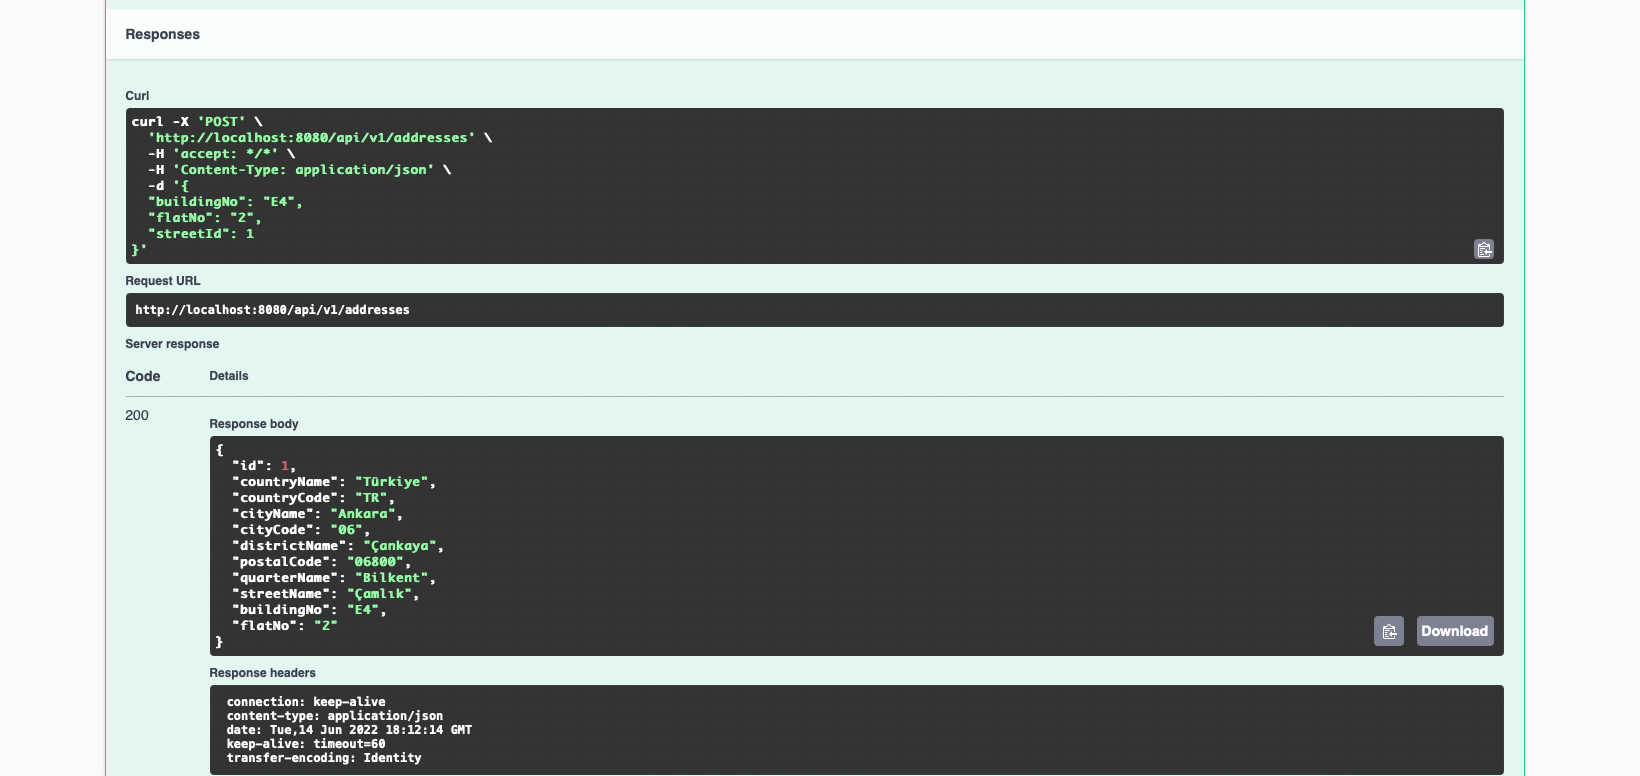 Responses
Curl
curl -X 'POST' \
  'http://localhost:8080/api/v1/addresses' \
  -H 'accept: */*' \
  -H 'Content-Type: application/json' \
  -d '{
  "buildingNo": "E4",
  "flatNo": "2",
  "streetId": 1
}'
Request URL
http://localhost:8080/api/v1/addresses
Server response
Code Details
200
Response body
{
  "id": 1,
  "countryName": "Türkiye",
  "countryCode": "TR",
  "cityName": "Ankara",
  "cityCode": "06",
  "districtName": "Çankaya",
  "postalCode": "06800",
  "quarterName": "Bilkent",
  "streetName": "Çamlık",
  "buildingNo": "E4",
  "flatNo": "2"
}
Download
Response headers
connection: keep-alive
content-type: application/json
date: Tue,14 Jun 2022 18:12:14 GMT
keep-alive: timeout=60
transfer-encoding: Identity